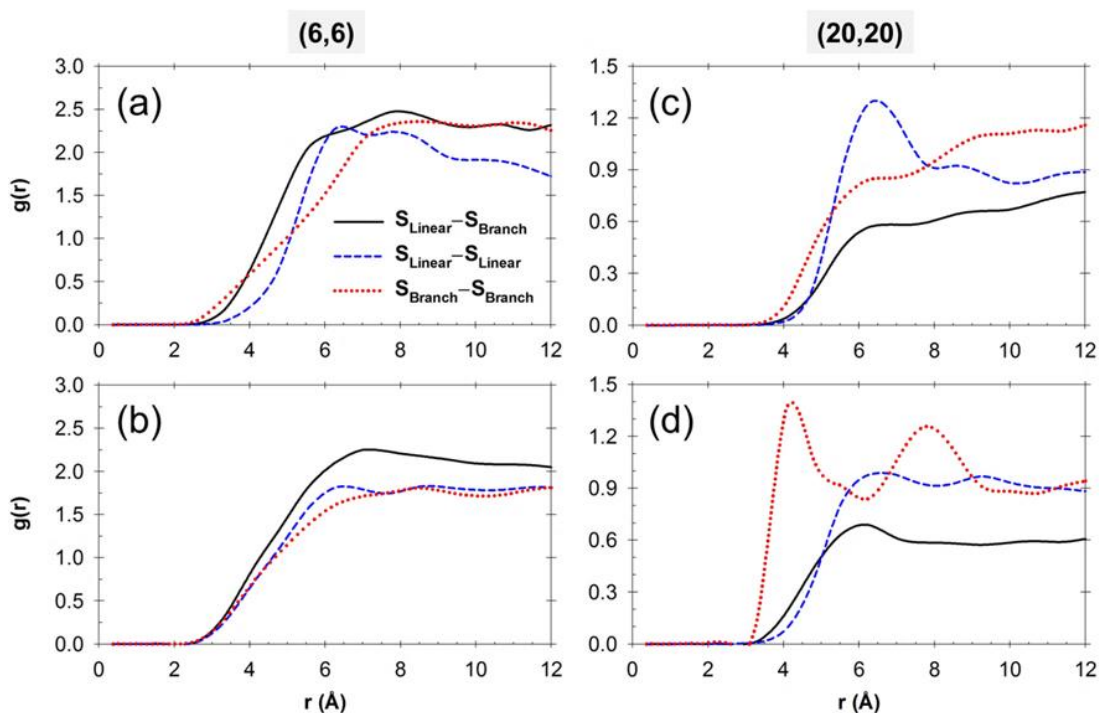 (6,6)
(20,20)
(a)
(c)
3.0
2.5
2.0
1.5
1.0
0.5
0.0
g(r)
0 2 4 6 8 10 12
S_Linear–S_Branch
S_Linear–S_Linear
S_Branch–S_Branch
1.5
1.2
0.9
0.6
0.3
0.0
g(r)
0 2 4 6 8 10 12
(b)
(d)
3.0
2.5
2.0
1.5
1.0
0.5
0.0
g(r)
0 2 4 6 8 10 12
r (Å)
1.5
1.2
0.9
0.6
0.3
0.0
g(r)
0 2 4 6 8 10 12
r (Å)